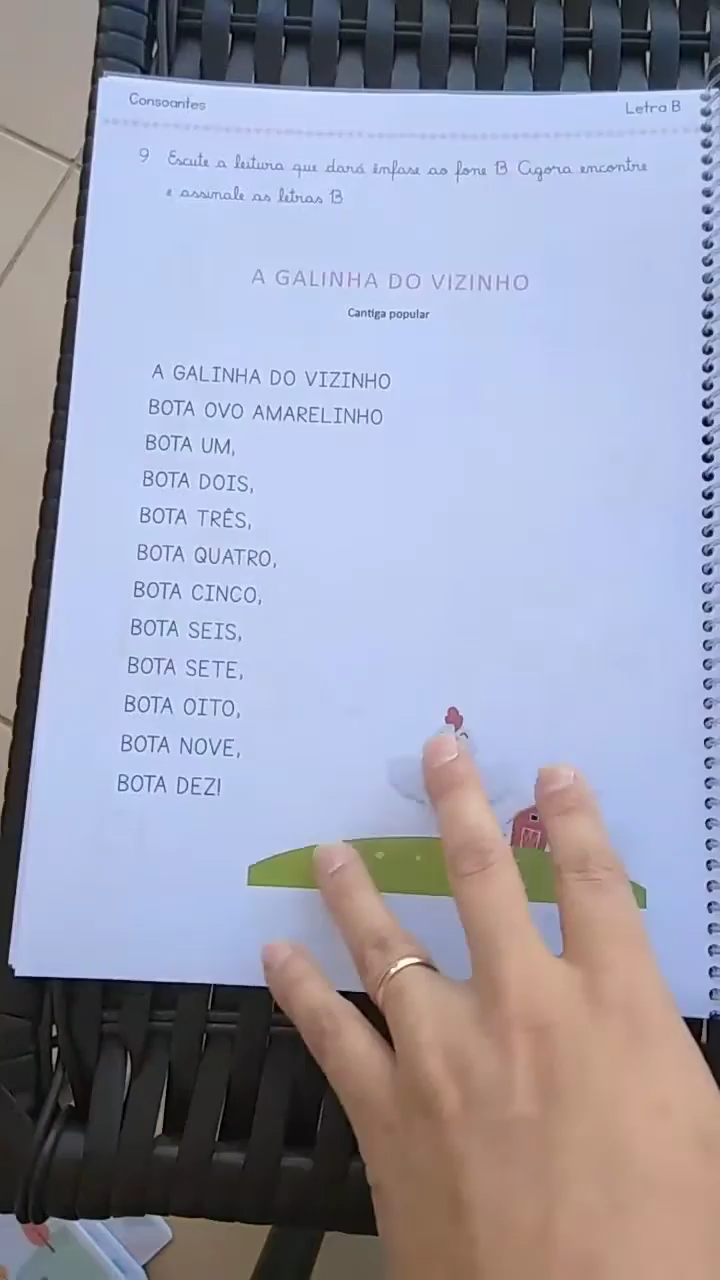 Consoantes
Letra B
9 Escute a leitura que dará ênfase ao fone B Agora encontre
e assinale as letras B
A GALINHA DO VIZINHO
Cantiga popular
A GALINHA DO VIZINHO
BOTA OVO AMARELINHO
BOTA UM,
BOTA DOIS,
BOTA TRÊS,
BOTA QUATRO,
BOTA CINCO,
BOTA SEIS,
BOTA SETE,
BOTA OITO,
BOTA NOVE,
BOTA DEZ!